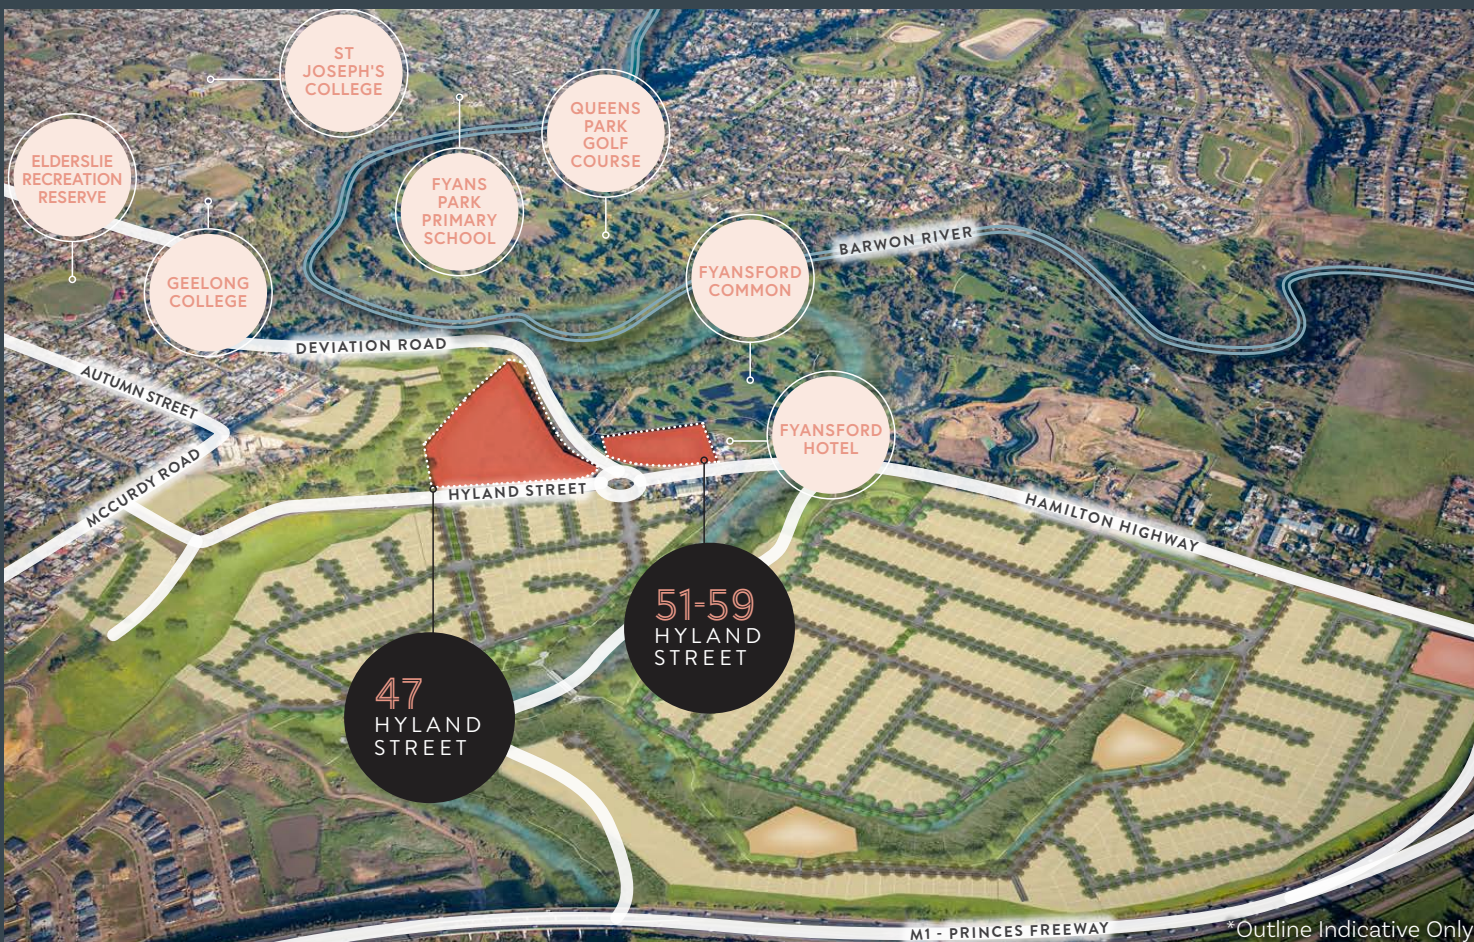 ST
JOSEPH'S
COLLEGE
ELDERSLIE
RECREATION
RESERVE
FYANS
PARK
PRIMARY
SCHOOL
QUEENS
PARK
GOLF
COURSE
GEELONG
COLLEGE
FYANSFORD
COMMON
BARWON RIVER
DEVIATION ROAD
AUTUMN STREET
MCCURDY ROAD
FYANSFORD
HOTEL
HYLAND STREET
HAMILTON HIGHWAY
51-59
HYLAND
STREET
47
HYLAND
STREET
M1 - PRINCES FREEWAY
*Outline Indicative Only